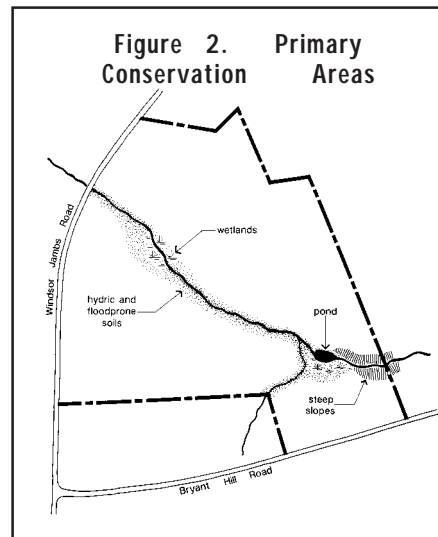 Figure 2. Primary
Conservation Areas
wetlands
Windsor Jambs Road
hydric and
floodprone
soils
pond
steep
slopes
Bryant Hill Road